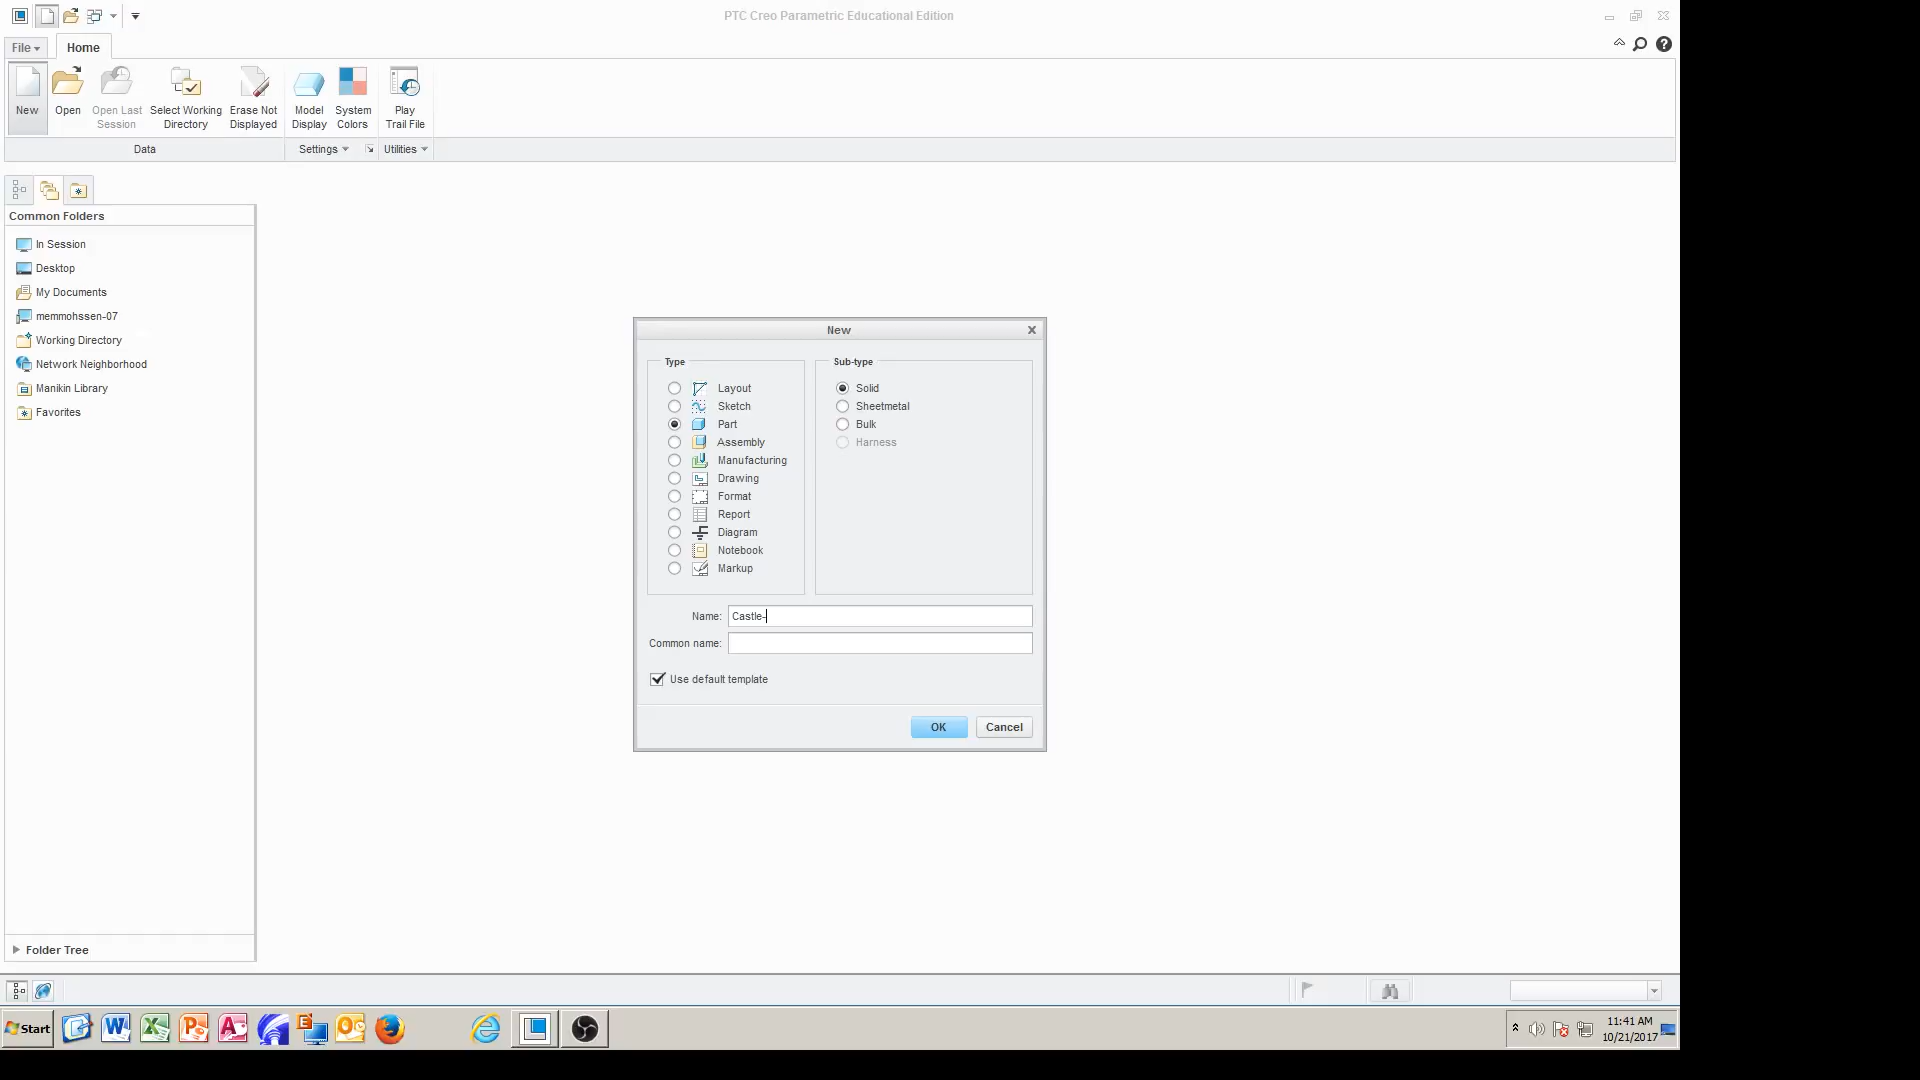 PTC Creo Parametric Educational Edition
File
Home
New
Open
Open Last
Session
Select Working
Directory
Erase Not
Displayed
Model
Display
System
Colors
Play
Trail File
Data
Settings
Utilities
Common Folders
In Session
Desktop
My Documents
memmohssen-07
Working Directory
Network Neighborhood
Manikin Library
Favorites
Folder Tree
New
Type
Layout
Sketch
Part
Assembly
Manufacturing
Drawing
Format
Report
Diagram
Notebook
Markup
Sub-type
Solid
Sheetmetal
Bulk
Harness
Name: Castle-
Common name:
Use default template
OK
Cancel
Start
11:41 AM
10/21/2017